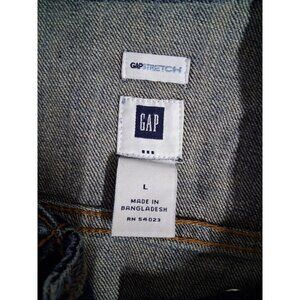 GAPSTRETCH
GAP
L
MADE IN
BANGLADESH
RN 54023